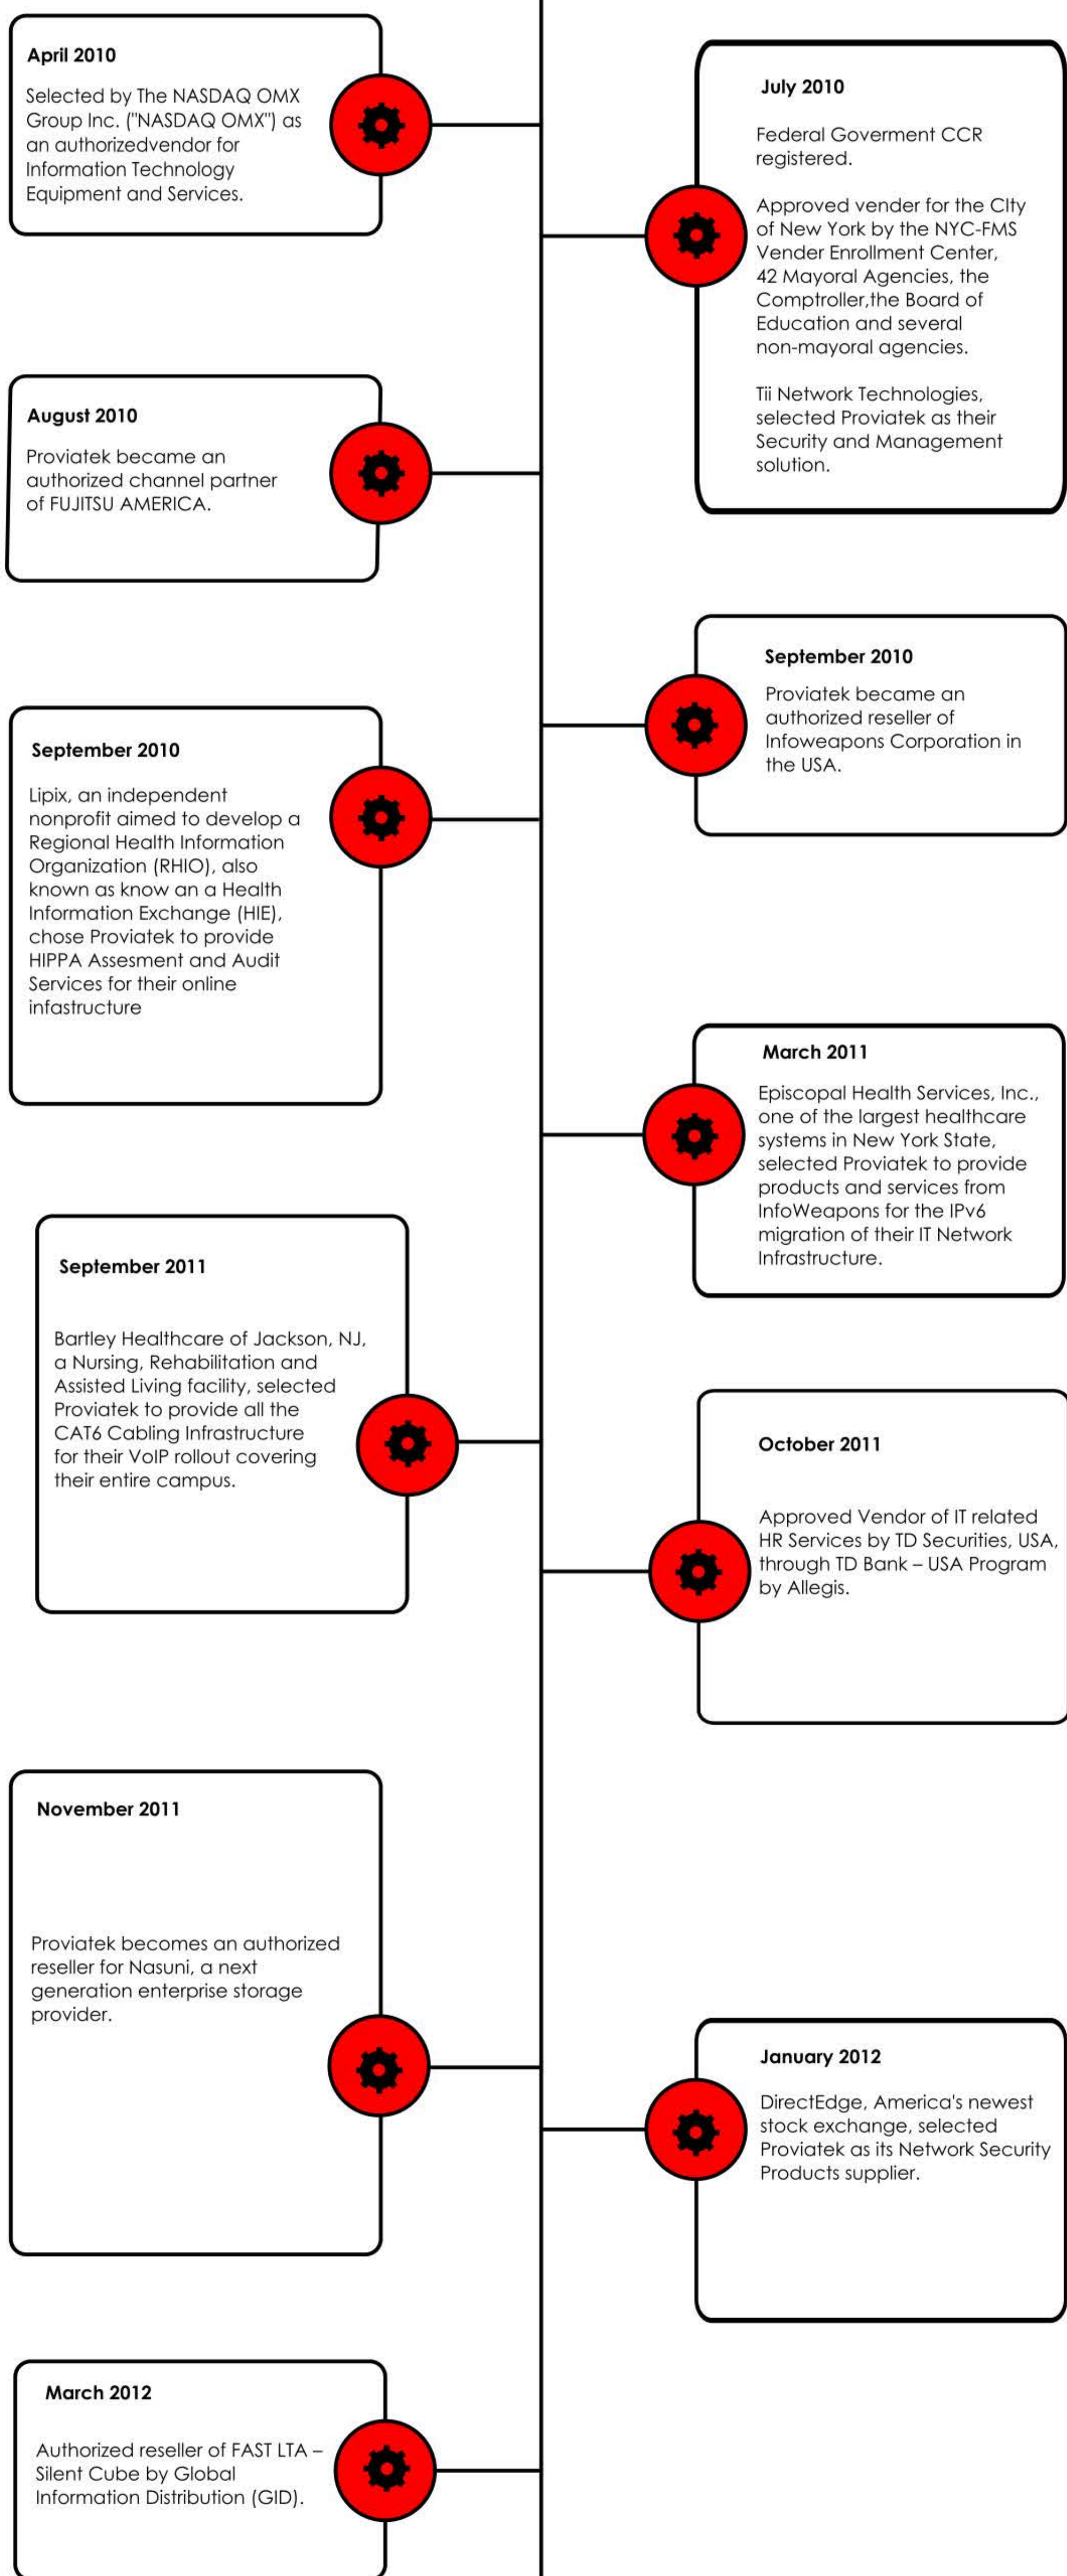 April 2010
Selected by The NASDAQ OMX
Group Inc. ("NASDAQ OMX") as
an authorizedvendor for
Information Technology
Equipment and Services.
July 2010
Federal Goverment CCR
registered.
Approved vender for the CIty
of New York by the NYC-FMS
Vender Enrollment Center,
42 Mayoral Agencies, the
Comptroller,the Board of
Education and several
non-mayoral agencies.
Tii Network Technologies,
selected Proviatek as their
Security and Management
solution.
August 2010
Proviatek became an
authorized channel partner
of FUJITSU AMERICA.
September 2010
Proviatek became an
authorized reseller of
Infoweapons Corporation in
the USA.
September 2010
Lipix, an independent
nonprofit aimed to develop a
Regional Health Information
Organization (RHIO), also
known as know an a Health
Information Exchange (HIE),
chose Proviatek to provide
HIPPA Assesment and Audit
Services for their online
infastructure
March 2011
Episcopal Health Services, Inc.,
one of the largest healthcare
systems in New York State,
selected Proviatek to provide
products and services from
InfoWeapons for the IPv6
migration of their IT Network
Infrastructure.
September 2011
Bartley Healthcare of Jackson, NJ,
a Nursing, Rehabilitation and
Assisted Living facility, selected
Proviatek to provide all the
CAT6 Cabling Infrastructure
for their VoIP rollout covering
their entire campus.
October 2011
Approved Vendor of IT related
HR Services by TD Securities, USA,
through TD Bank – USA Program
by Allegis.
November 2011
Proviatek becomes an authorized
reseller for Nasuni, a next
generation enterprise storage
provider.
January 2012
DirectEdge, America's newest
stock exchange, selected
Proviatek as its Network Security
Products supplier.
March 2012
Authorized reseller of FAST LTA –
Silent Cube by Global
Information Distribution (GID).